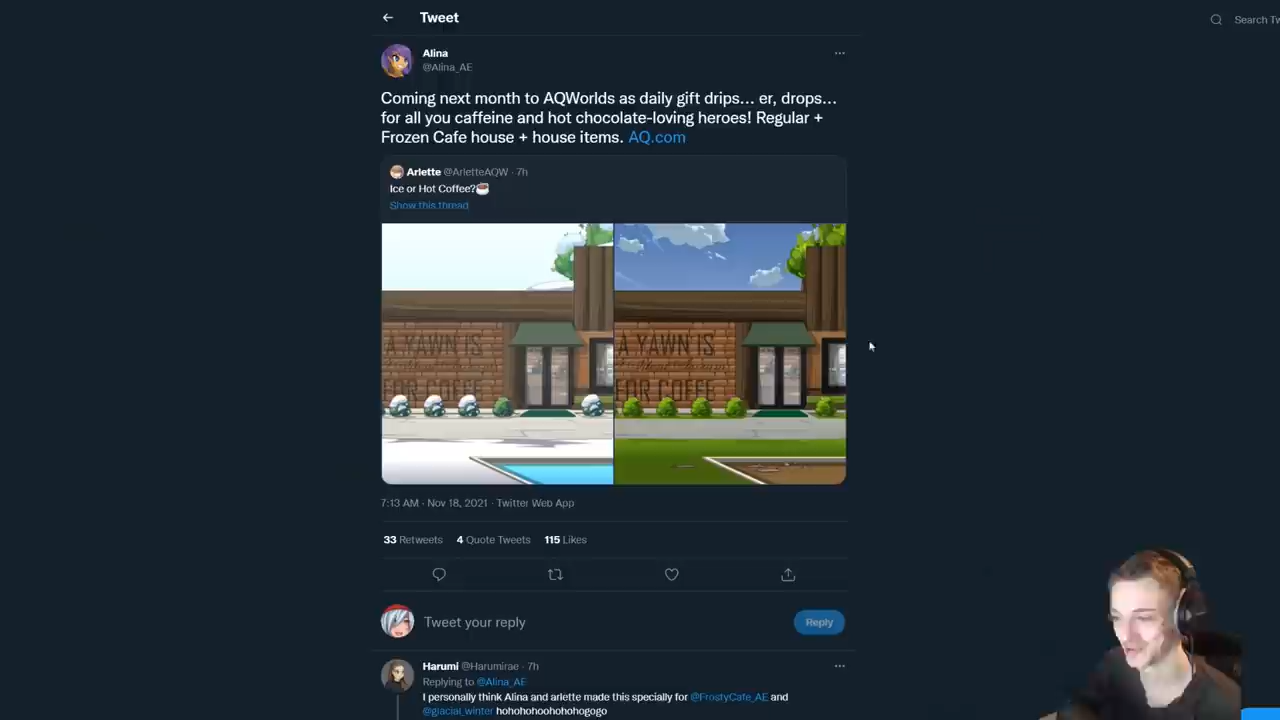 Tweet
Search Tw
Alina
@Alina_AE
Coming next month to AQWorlds as daily gift drips... er, drops...
for all you caffeine and hot chocolate-loving heroes! Regular +
Frozen Cafe house + house items. AQ.com
Arlette @ArletteAQW · 7h
Ice or Hot Coffee?☕
Show this thread
A YAWN IS
FOR COFFE
A YAWN IS
FOR COFFE
7:13 AM · Nov 18, 2021 · Twitter Web App
33 Retweets 4 Quote Tweets 115 Likes
Tweet your reply
Reply
Harumi @Harumirae · 7h
Replying to @Alina_AE
I personally think Alina and arlette made this specially for @FrostyCafe_AE and
@glacial_winter hohohohoohohohogogo